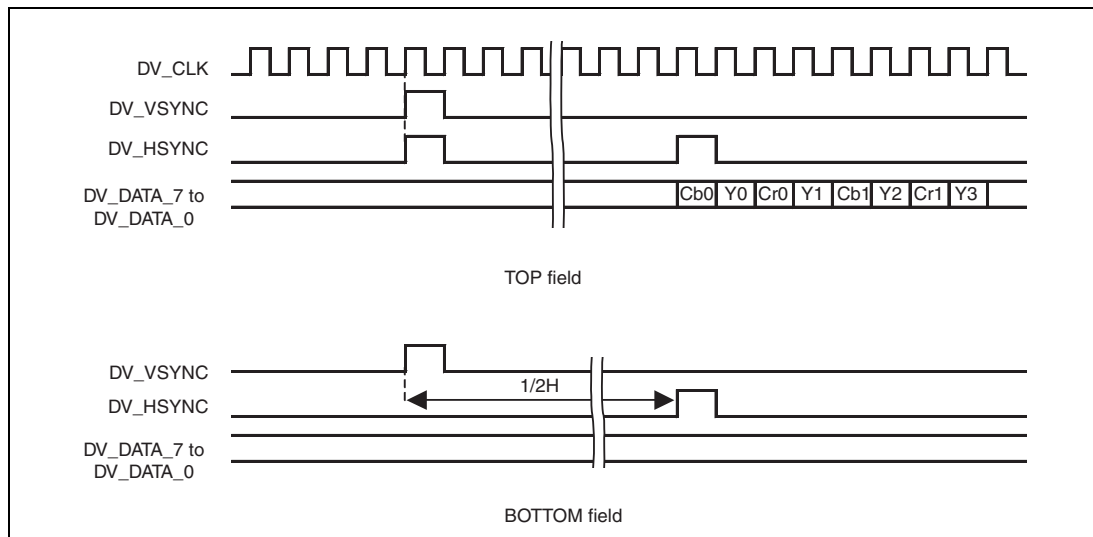 DV_CLK
DV_VSYNC
DV_HSYNC
DV_DATA_7 to
DV_DATA_0
Cb0 Y0 Cr0 Y1 Cb1 Y2 Cr1 Y3
TOP field
DV_VSYNC
1/2H
DV_HSYNC
DV_DATA_7 to
DV_DATA_0
BOTTOM field